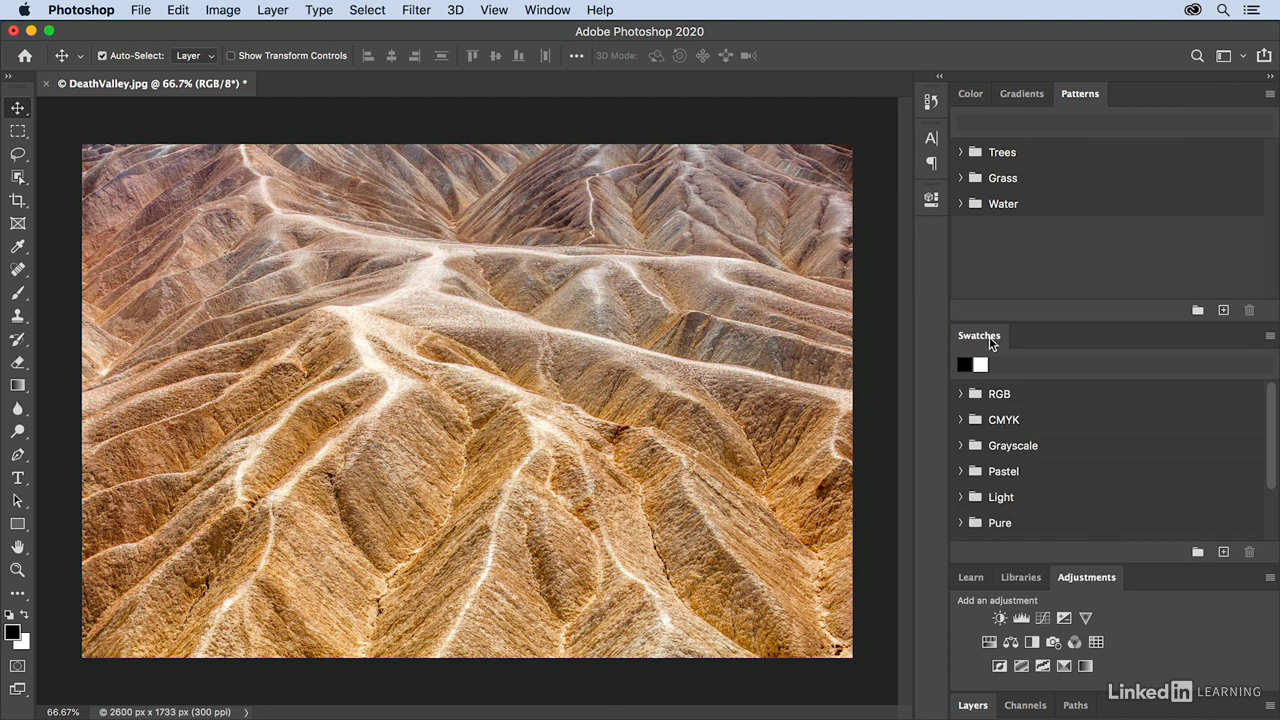 Photoshop File Edit Image Layer Type Select Filter 3D View Window Help
Adobe Photoshop 2020
Auto-Select: Layer Show Transform Controls 3D Mode:
© DeathValley.jpg @ 66.7% (RGB/8*) *
Color Gradients Patterns
Trees
Grass
Water
Swatches
RGB
CMYK
Grayscale
Pastel
Light
Pure
Learn Libraries Adjustments
Add an adjustment
Linked in LEARNING
Layers Channels Paths
66.67% © 2600 px x 1733 px (300 ppi)